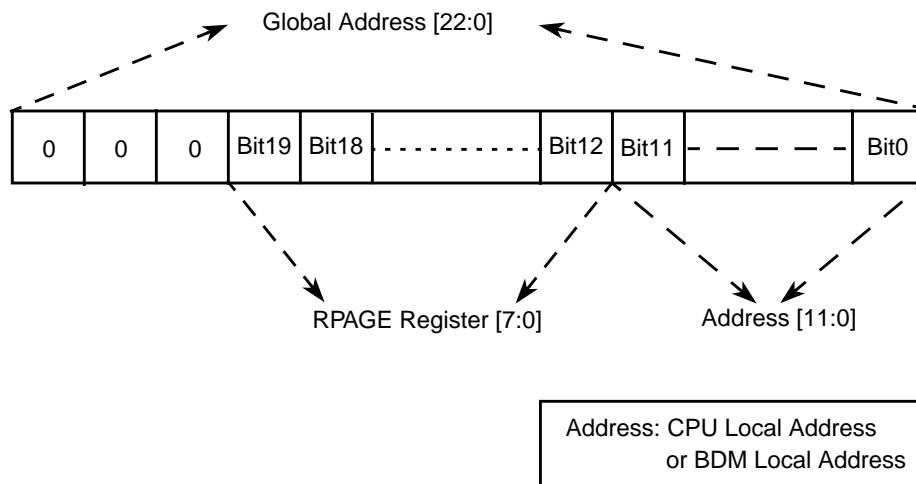 Global Address [22:0]
0 0 0 Bit19 Bit18 Bit12 Bit11 Bit0
RPAGE Register [7:0] Address [11:0]
Address: CPU Local Address
or BDM Local Address